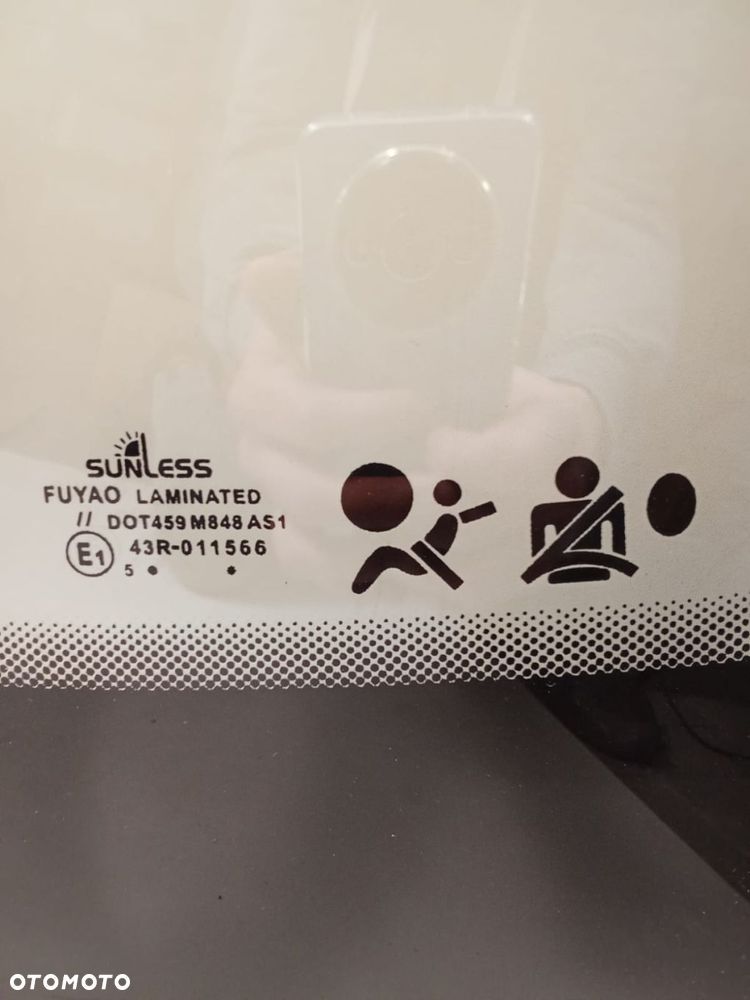 SUNLESS
FUYAO LAMINATED
// DOT459 M848 AS1
E1 43R-011566
5 • •
OTOMOTO